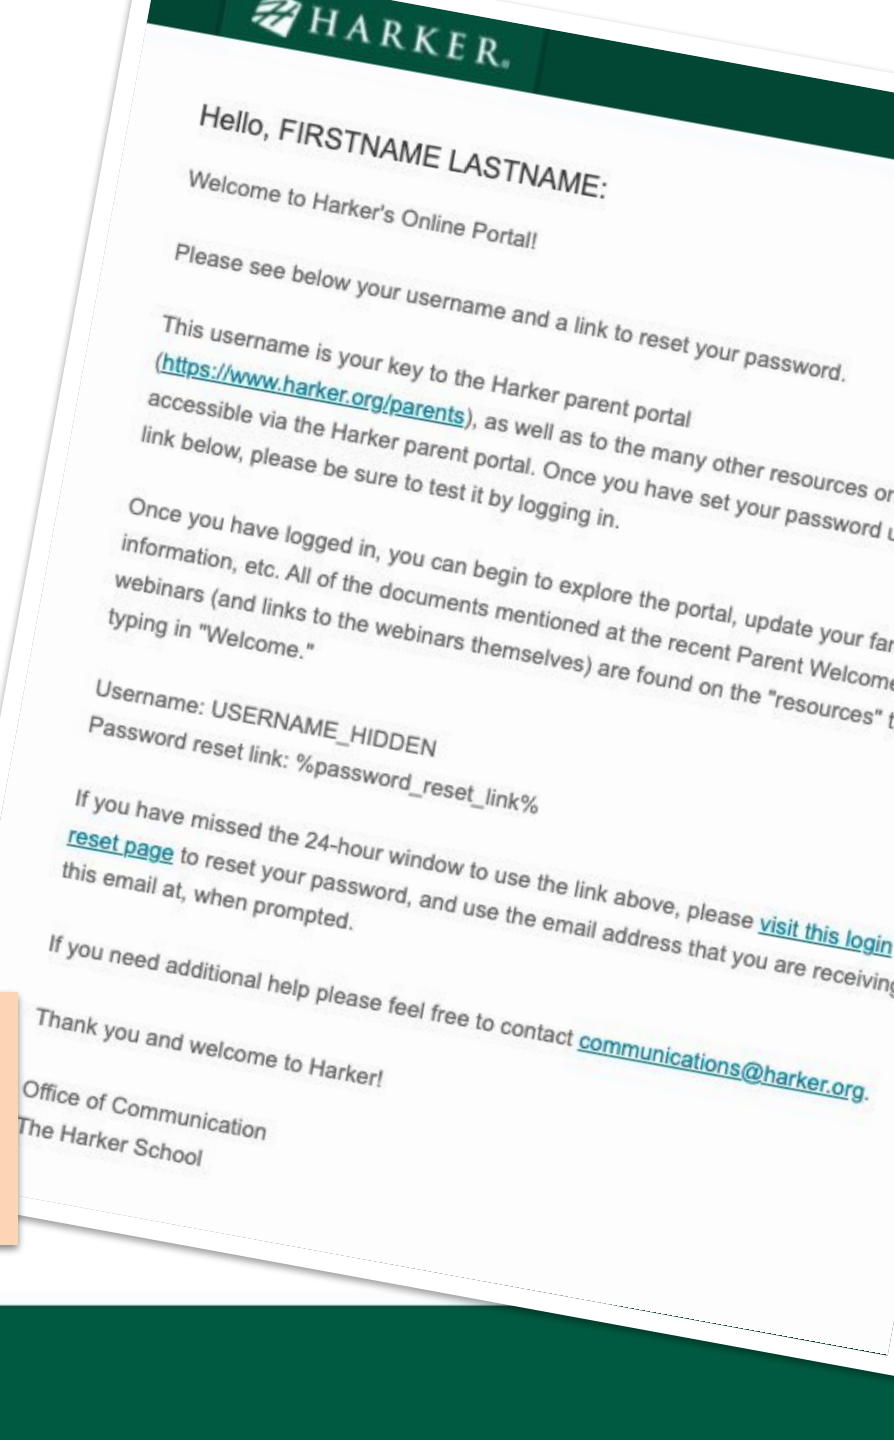 HARKER®
Hello, FIRSTNAME LASTNAME:
Welcome to Harker's Online Portal!
Please see below your username and a link to reset your password.
This username is your key to the Harker parent portal
(https://www.harker.org/parents), as well as to the many other resources
accessible via the Harker parent portal. Once you have set your password
link below, please be sure to test it by logging in.
Once you have logged in, you can begin to explore the portal, update your
information, etc. All of the documents mentioned at the recent Parent Welcome
webinars (and links to the webinars themselves) are found on the "resources"
typing in "Welcome."
Username: USERNAME_HIDDEN
Password reset link: %password_reset_link%
If you have missed the 24-hour window to use the link above, please visit this login
reset page to reset your password, and use the email address that you are receiving
this email at, when prompted.
If you need additional help please feel free to contact communications@harker.org.
Thank you and welcome to Harker!
Office of Communication
The Harker School